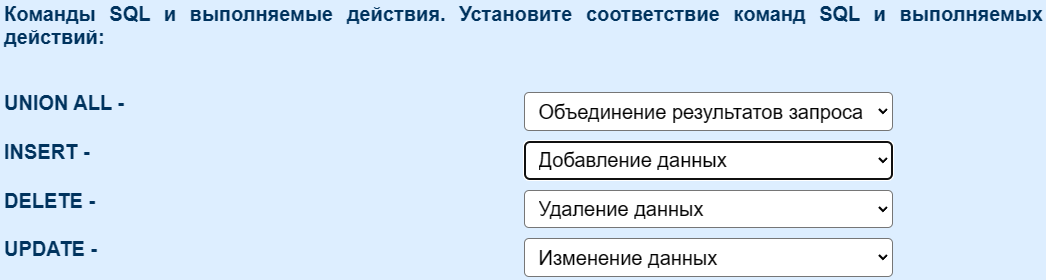 Команды SQL и выполняемые действия. Установите соответствие команд SQL и выполняемых
действий:
UNION ALL -
Объединение результатов запроса
INSERT -
Добавление данных
DELETE -
Удаление данных
UPDATE -
Изменение данных